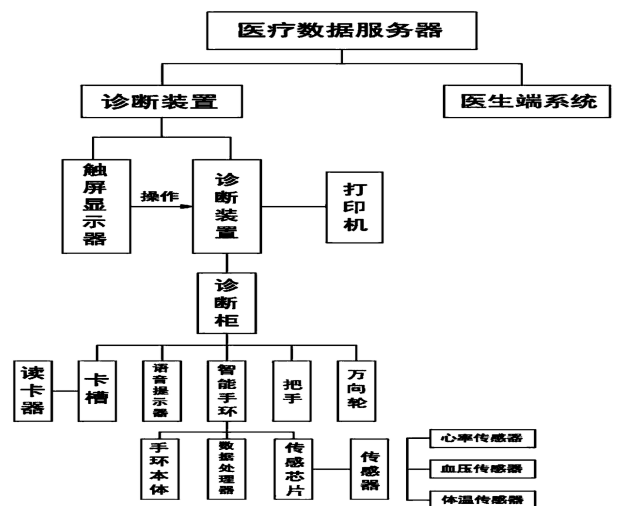 医疗数据服务器
诊断装置
医生端系统
触屏显示器
操作
诊断装置
打印机
诊断柜
读卡器
卡槽
语音提示器
智能手环
把手
万向轮
手环本体
数据处理器
传感芯片
传感器
心率传感器
血压传感器
体温传感器